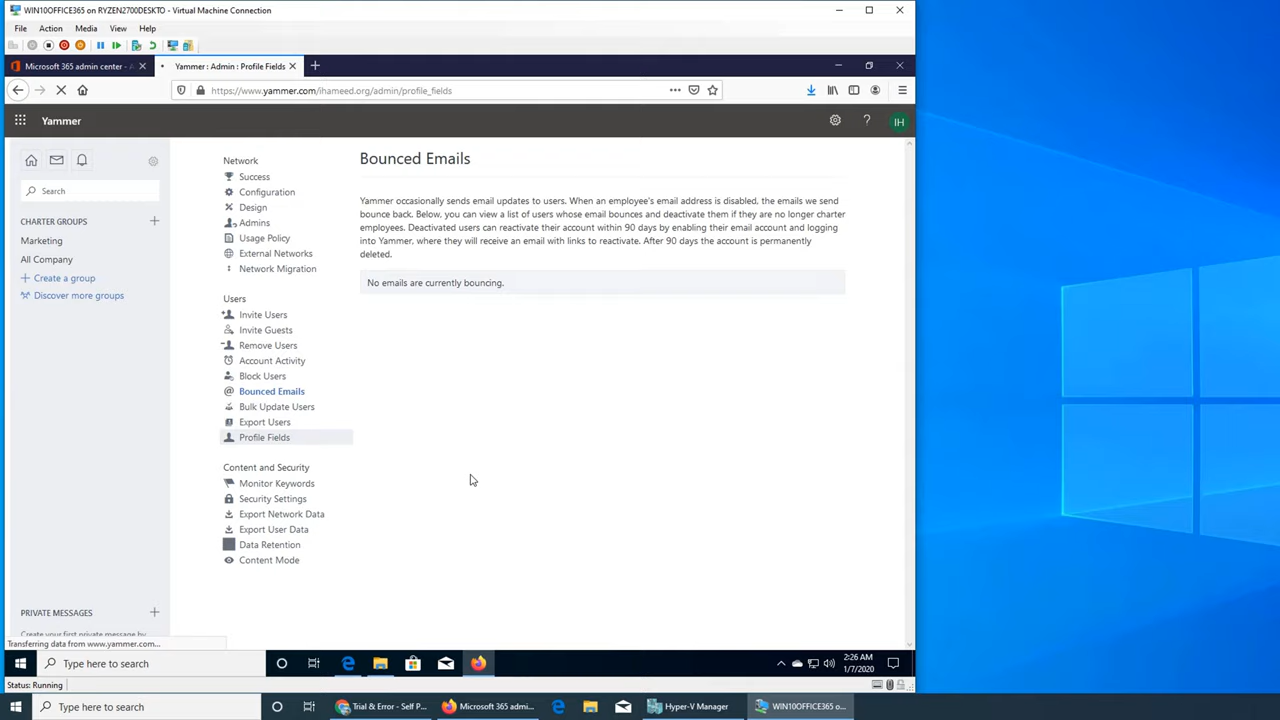 WIN10OFFICE365 on RYZEN2700DESKTO - Virtual Machine Connection
File Action Media View Help
Microsoft 365 admin center - A
Yammer : Admin : Profile Fields
https://www.yammer.com/ihameed.org/admin/profile_fields
Yammer
IH
Search
CHARTER GROUPS
Marketing
All Company
Create a group
Discover more groups
PRIVATE MESSAGES
Create your first private message by
Transferring data from www.yammer.com...
Network
Success
Configuration
Design
Admins
Usage Policy
External Networks
Network Migration
Users
Invite Users
Invite Guests
Remove Users
Account Activity
Block Users
Bounced Emails
Bulk Update Users
Export Users
Profile Fields
Content and Security
Monitor Keywords
Security Settings
Export Network Data
Export User Data
Data Retention
Content Mode
Bounced Emails
Yammer occasionally sends email updates to users. When an employee's email address is disabled, the emails we send
bounce back. Below, you can view a list of users whose email bounces and deactivate them if they are no longer charter
employees. Deactivated users can reactivate their account within 90 days by enabling their email account and logging
into Yammer, where they will receive an email with links to reactivate. After 90 days the account is permanently
deleted.
No emails are currently bouncing.
Type here to search
2:26 AM
1/7/2020
Status: Running
Type here to search
Trial & Error - Self P...
Microsoft 365 admi...
Hyper-V Manager
WIN10OFFICE365 o...